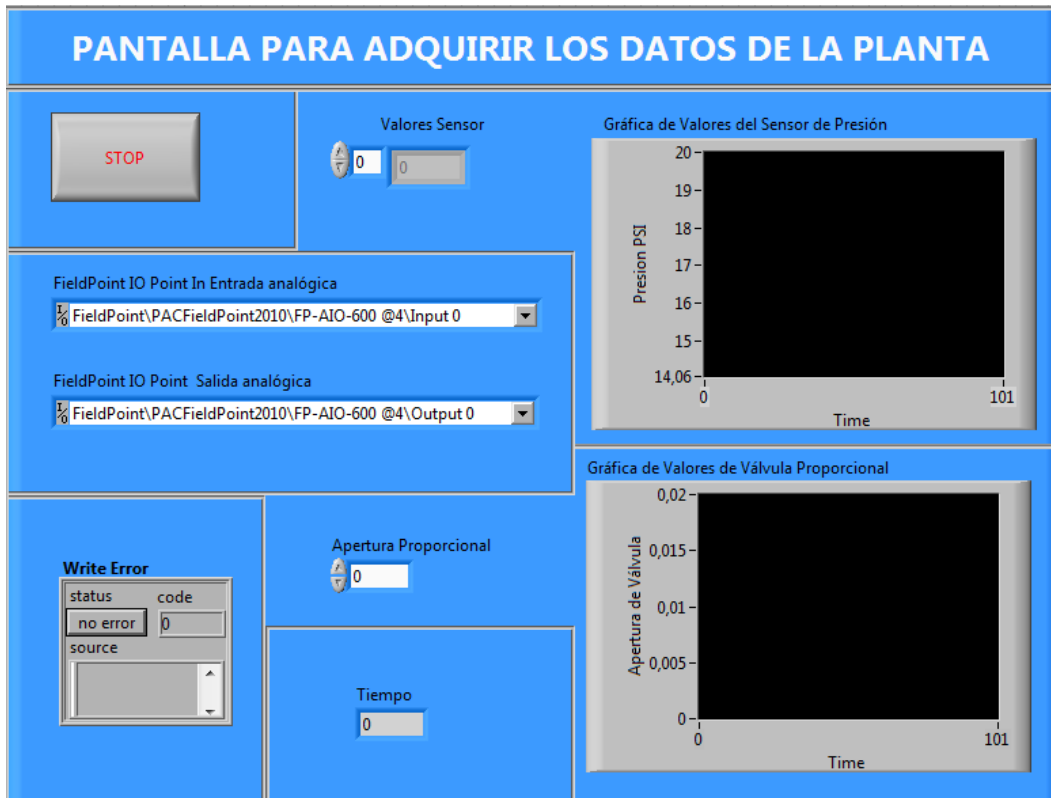 PANTALLA PARA ADQUIRIR LOS DATOS DE LA PLANTA
STOP
Valores Sensor
0
0
Gráfica de Valores del Sensor de Presión
20
19
18
17
16
15
14,06
Presion PSI
0
101
Time
FieldPoint IO Point In Entrada analógica
I/O FieldPoint\PACFieldPoint2010\FP-AIO-600 @4\Input 0
FieldPoint IO Point  Salida analógica
I/O FieldPoint\PACFieldPoint2010\FP-AIO-600 @4\Output 0
Gráfica de Valores de Válvula Proporcional
0,02
0,015
0,01
0,005
0
Apertura de Válvula
0
101
Time
Write Error
status
code
no error
0
source
Apertura Proporcional
0
Tiempo
0